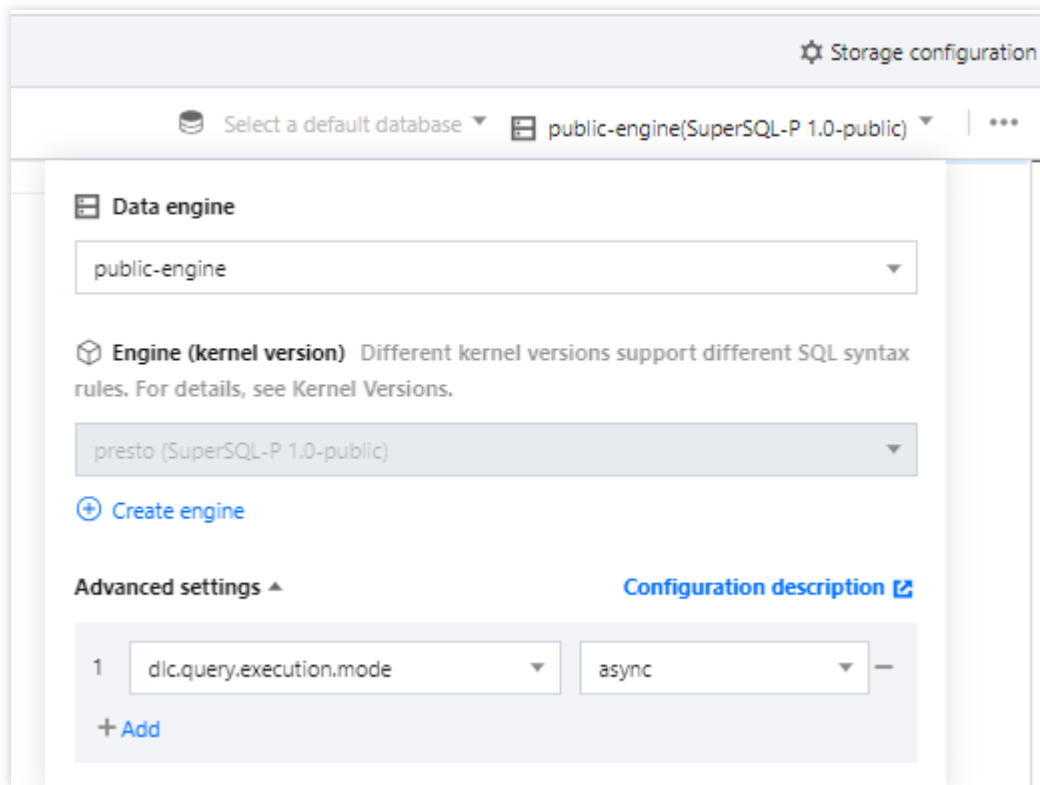 Storage configuration
Select a default database public-engine(SuperSQL-P 1.0-public)
Data engine
public-engine
Engine (kernel version) Different kernel versions support different SQL syntax
rules. For details, see Kernel Versions.
presto (SuperSQL-P 1.0-public)
Create engine
Advanced settings Configuration description
1 dlc.query.execution.mode async
+ Add